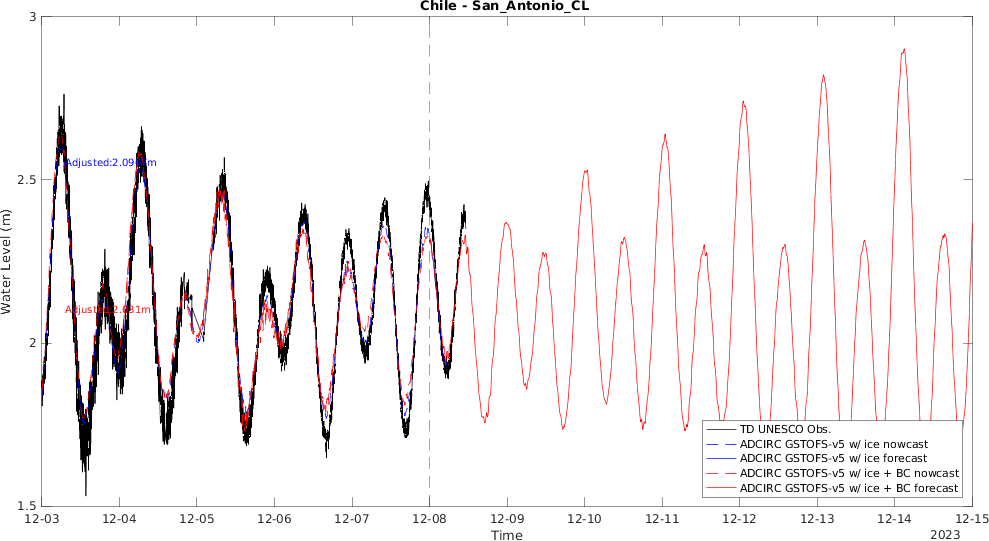 Chile - San_Antonio_CL
3
2.5
2
1.5
Water Level (m)
Adjusted:2.09
Adjusted:2.031m
12-03
12-04
12-05
12-06
12-07
12-08
12-09
12-10
12-11
12-12
12-13
12-14
12-15
Time
2023
TD UNESCO Obs.
ADCIRC GSTOFS-v5 w/ ice nowcast
ADCIRC GSTOFS-v5 w/ ice forecast
ADCIRC GSTOFS-v5 w/ ice + BC nowcast
ADCIRC GSTOFS-v5 w/ ice + BC forecast